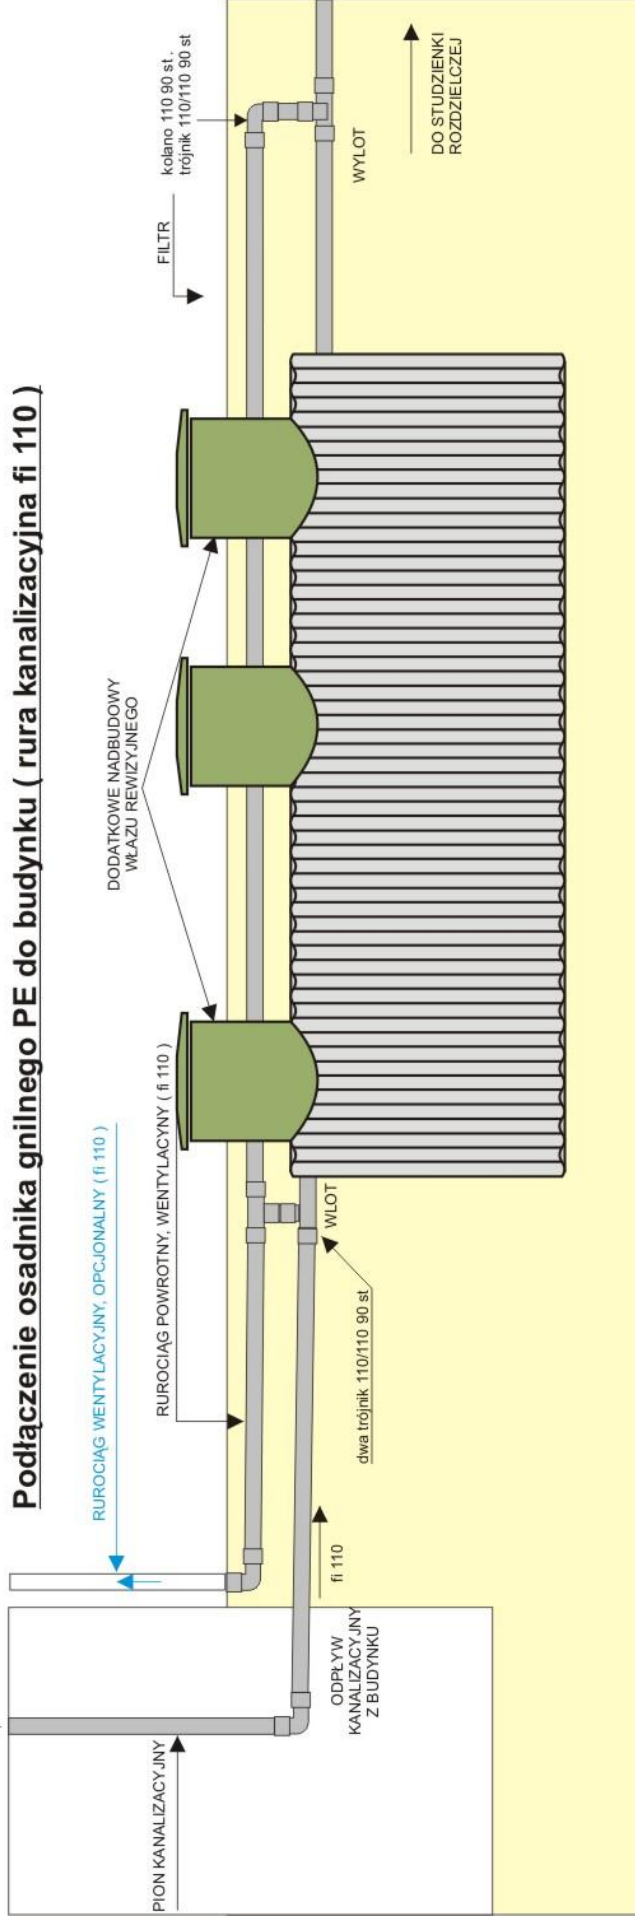 Podłączenie osadnika gnilnego PE do budynku ( rura kanalizacyjna fi 110 )
RUROCIĄG WENTYLACYJNY, OPCJONALNY ( fi 110 )
RUROCIĄG POWROTNY, WENTYLACYNY ( fi 110 )
DODATKOWE NADBUDOWY
WŁAZU REWIZYJNEGO
FILTR
kolano 110 90 st .
trójnik 110/110 90 st
PION KANALIZACYJNY
ODPŁYW
KANALIZACYJNY
Z BUDYNKU
fi 110
dwa trójnik 110/110 90 st
WLOT
WYLOT
DO STUDZIENKI
ROZDZIELCZEJ